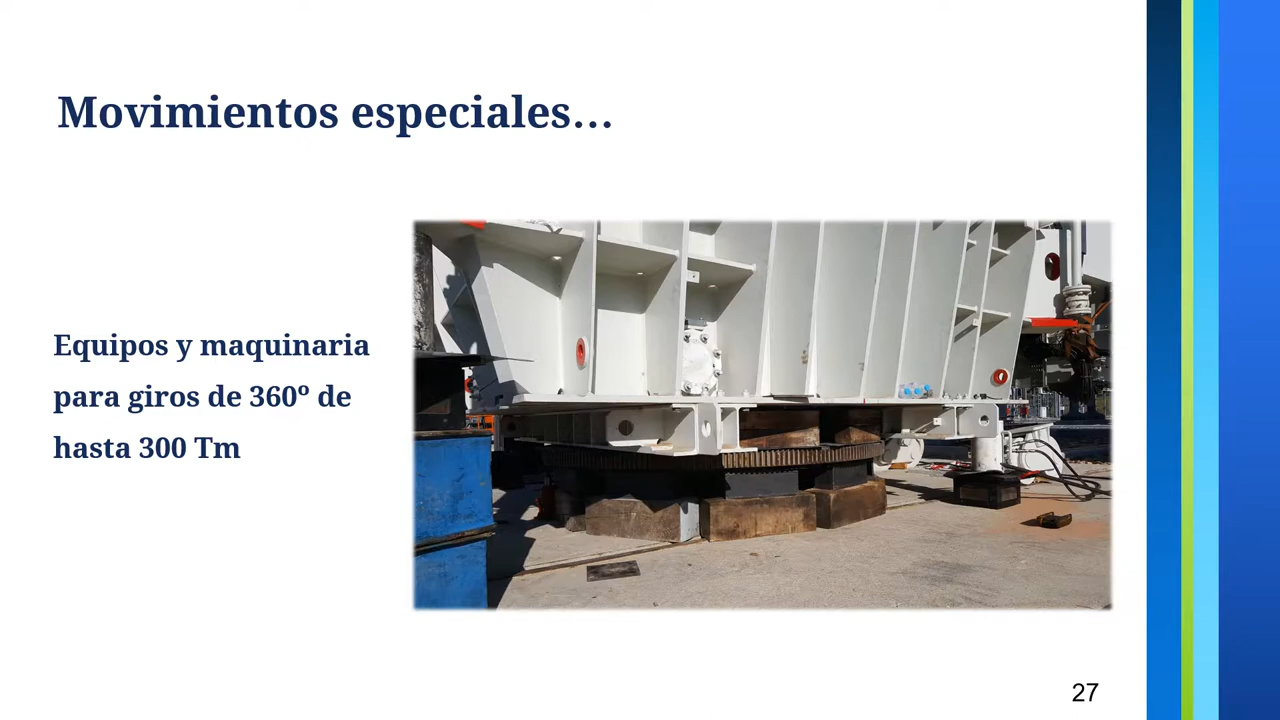 Movimientos especiales...
Equipos y maquinaria
para giros de 360º de
hasta 300 Tm
27